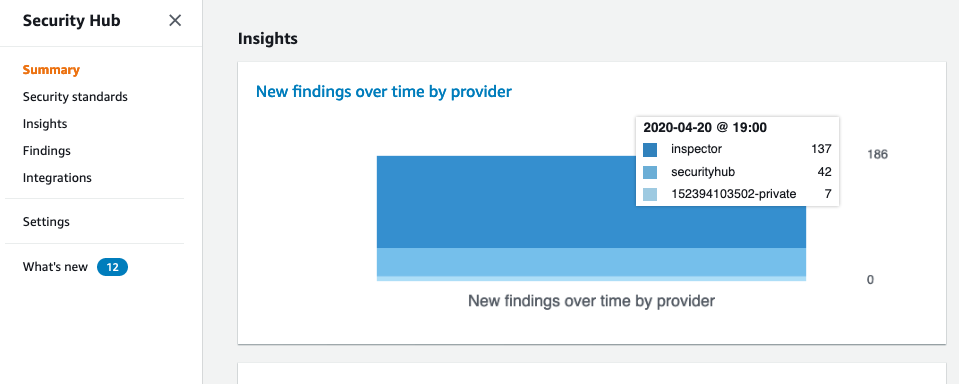 Security Hub
Summary
Security standards
Insights
Findings
Integrations
Settings
What's new 12
Insights
New findings over time by provider
2020-04-20 @ 19:00
inspector 137
securityhub 42
152394103502-private 7
186
0
New findings over time by provider